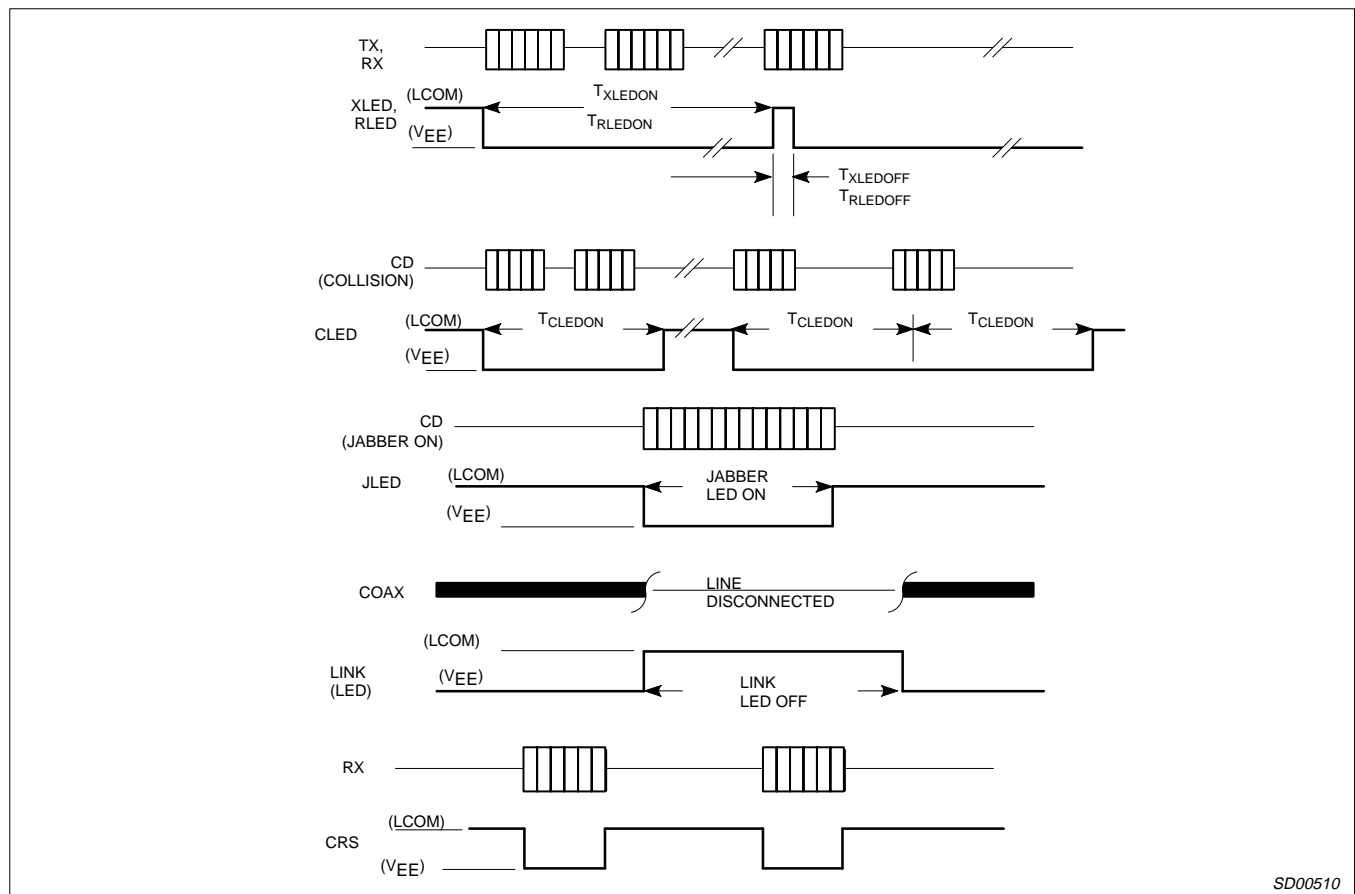 TX,
RX
XLED,
RLED
(LCOM)
(VEE)
TXLEDON
TRLEDON
TXLEDOFF
TRLEDOFF
CD
(COLLISION)
CLED
(LCOM)
(VEE)
TCLEDON
TCLEDON
TCLEDON
CD
(JABBER ON)
JLED
(LCOM)
(VEE)
JABBER
LED ON
COAX
LINE
DISCONNECTED
LINK
(LED)
(LCOM)
(VEE)
LINK
LED OFF
RX
CRS
(LCOM)
(VEE)
SD00510